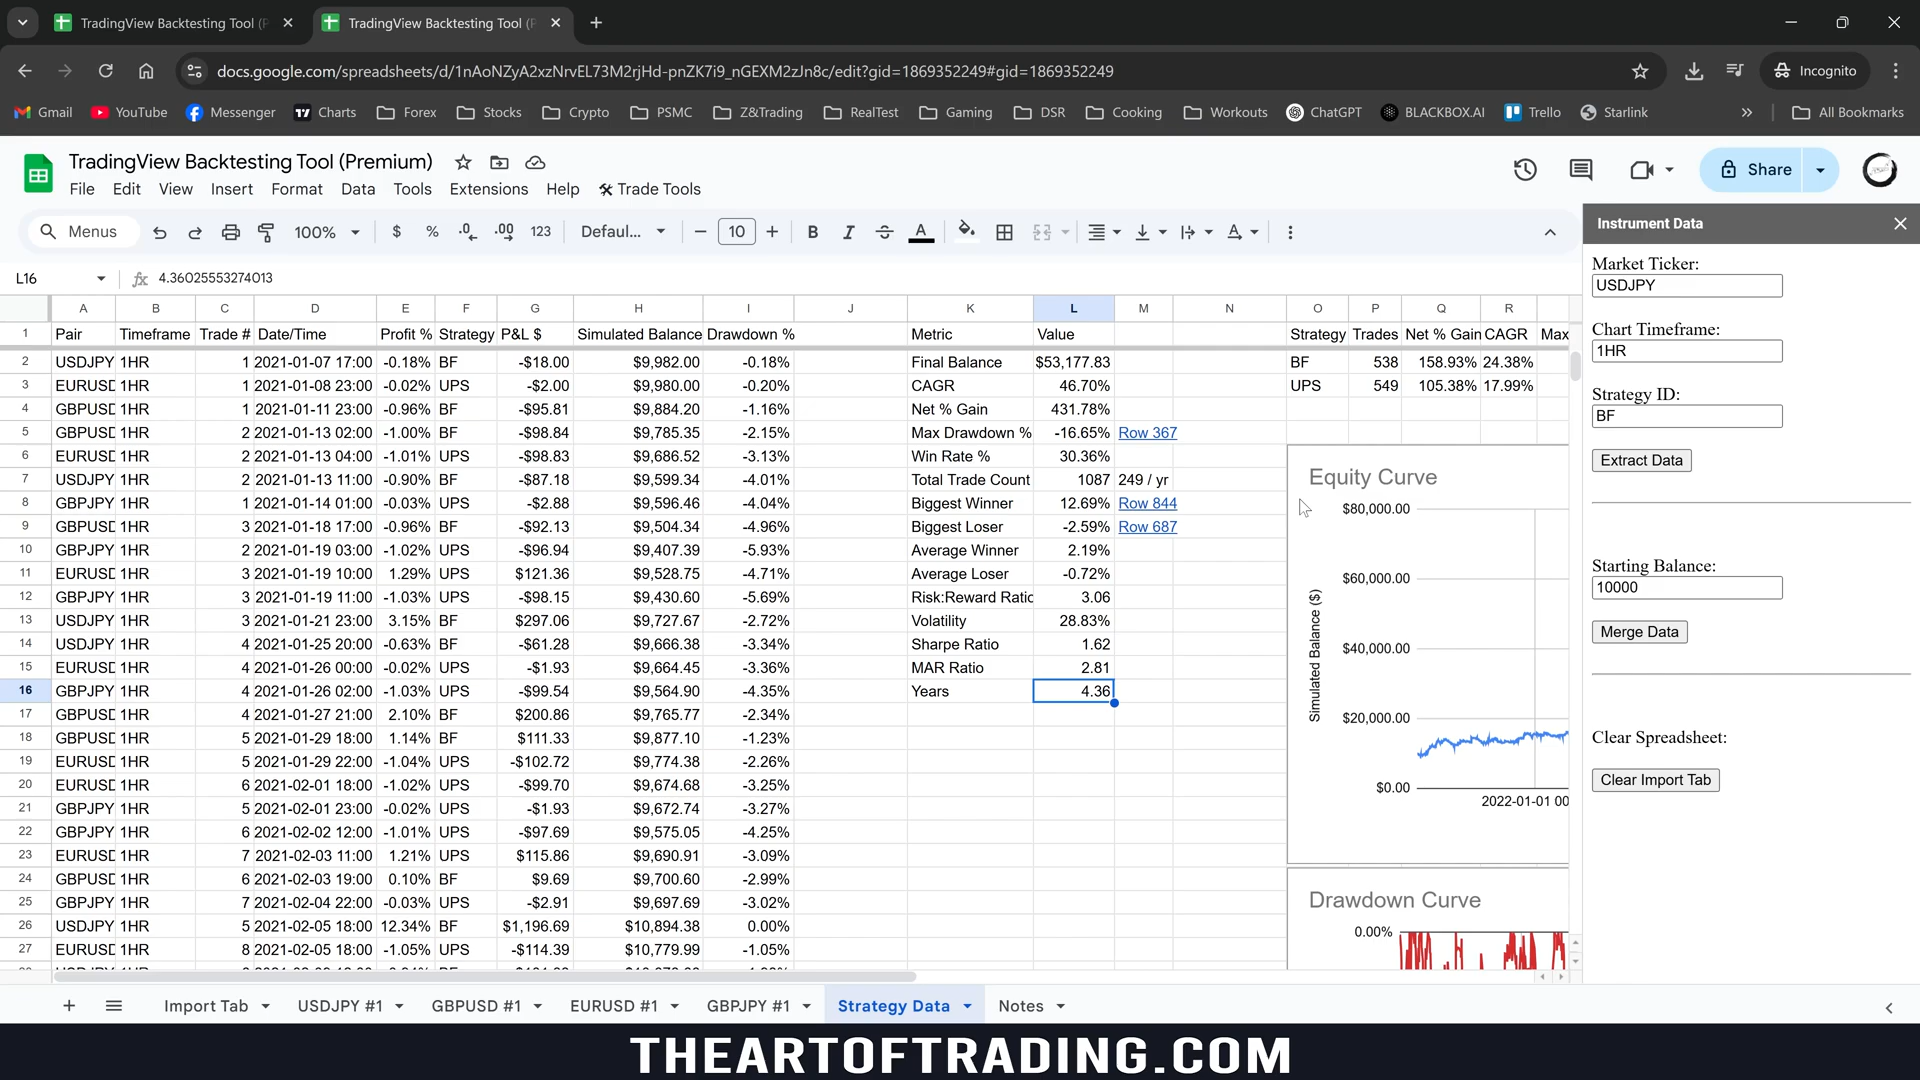 TradingView Backtesting Tool (P
TradingView Backtesting Tool (P
docs.google.com/spreadsheets/d/1nAoNZyA2xzNrvEL73M2rjHd-pnZK7i9_nGEXM2zJn8c/edit?gid=1869352249#gid=1869352249
Incognito
Gmail YouTube Messenger Charts Forex Stocks Crypto PSMC Z&Trading RealTest Gaming DSR Cooking Workouts ChatGPT BLACKBOX.AI Trello Starlink » All Bookmarks
TradingView Backtesting Tool (Premium)
File Edit View Insert Format Data Tools Extensions Help Trade Tools
Share
Menus 100% $ % .0 .00 123 Defaul... 10 B I A
L16 fx 4.36025553274013
A B C D E F G H I J K L M N O P Q R
1 Pair Timeframe Trade # Date/Time Profit % Strategy P&L $ Simulated Balance Drawdown % Metric Value Strategy Trades Net % Gain CAGR Max
2 USDJPY 1HR 1 2021-01-07 17:00 -0.18% BF -$18.00 $9,982.00 -0.18% Final Balance $53,177.83 BF 538 158.93% 24.38%
3 EURUSD 1HR 1 2021-01-08 23:00 -0.02% UPS -$2.00 $9,980.00 -0.20% CAGR 46.70% UPS 549 105.38% 17.99%
4 GBPUSD 1HR 1 2021-01-11 23:00 -0.96% BF -$95.81 $9,884.20 -1.16% Net % Gain 431.78%
5 GBPUSD 1HR 2 2021-01-13 02:00 -1.00% BF -$98.84 $9,785.35 -2.15% Max Drawdown % -16.65% Row 367
6 EURUSD 1HR 2 2021-01-13 04:00 -1.01% UPS -$98.83 $9,686.52 -3.13% Win Rate % 30.36%
7 USDJPY 1HR 2 2021-01-13 11:00 -0.90% BF -$87.18 $9,599.34 -4.01% Total Trade Count 1087 249 / yr
8 GBPJPY 1HR 1 2021-01-14 01:00 -0.03% UPS -$2.88 $9,596.46 -4.04% Biggest Winner 12.69% Row 844
9 GBPUSD 1HR 3 2021-01-18 17:00 -0.96% BF -$92.13 $9,504.34 -4.96% Biggest Loser -2.59% Row 687
10 GBPJPY 1HR 2 2021-01-19 03:00 -1.02% UPS -$96.94 $9,407.39 -5.93% Average Winner 2.19%
11 EURUSD 1HR 3 2021-01-19 10:00 1.29% UPS $121.36 $9,528.75 -4.71% Average Loser -0.72%
12 GBPJPY 1HR 3 2021-01-19 11:00 -1.03% UPS -$98.15 $9,430.60 -5.69% Risk:Reward Ratio 3.06
13 USDJPY 1HR 3 2021-01-21 23:00 3.15% BF $297.06 $9,727.67 -2.72% Volatility 28.83%
14 USDJPY 1HR 4 2021-01-25 20:00 -0.63% BF -$61.28 $9,666.38 -3.34% Sharpe Ratio 1.62
15 EURUSD 1HR 4 2021-01-26 00:00 -0.02% UPS -$1.93 $9,664.45 -3.36% MAR Ratio 2.81
16 GBPJPY 1HR 4 2021-01-26 02:00 -1.03% UPS -$99.54 $9,564.90 -4.35% Years 4.36
17 GBPUSD 1HR 4 2021-01-27 21:00 2.10% BF $200.86 $9,765.77 -2.34%
18 GBPUSD 1HR 5 2021-01-29 18:00 1.14% BF $111.33 $9,877.10 -1.23%
19 EURUSD 1HR 5 2021-01-29 22:00 -1.04% UPS -$102.72 $9,774.38 -2.26%
20 EURUSD 1HR 6 2021-02-01 18:00 -1.02% UPS -$99.70 $9,674.68 -3.25%
21 GBPJPY 1HR 5 2021-02-01 23:00 -0.02% UPS -$1.93 $9,672.74 -3.27%
22 GBPJPY 1HR 6 2021-02-02 12:00 -1.01% UPS -$97.69 $9,575.05 -4.25%
23 EURUSD 1HR 7 2021-02-03 11:00 1.21% UPS $115.86 $9,690.91 -3.09%
24 GBPUSD 1HR 6 2021-02-03 19:00 0.10% BF $9.69 $9,700.60 -2.99%
25 GBPJPY 1HR 7 2021-02-04 22:00 -0.03% UPS -$2.91 $9,697.69 -3.02%
26 USDJPY 1HR 5 2021-02-05 18:00 12.34% BF $1,196.69 $10,894.38 0.00%
27 EURUSD 1HR 8 2021-02-05 18:00 -1.05% UPS -$114.39 $10,779.99 -1.05%
Equity Curve
Simulated Balance ($)
$80,000.00
$60,000.00
$40,000.00
$20,000.00
$0.00
2022-01-01 00
Drawdown Curve
0.00%
Instrument Data
Market Ticker:
USDJPY
Chart Timeframe:
1HR
Strategy ID:
BF
Extract Data
Starting Balance:
10000
Merge Data
Clear Spreadsheet:
Clear Import Tab
Import Tab USDJPY #1 GBPUSD #1 EURUSD #1 GBPJPY #1 Strategy Data Notes
THEARTOFTRADING.COM